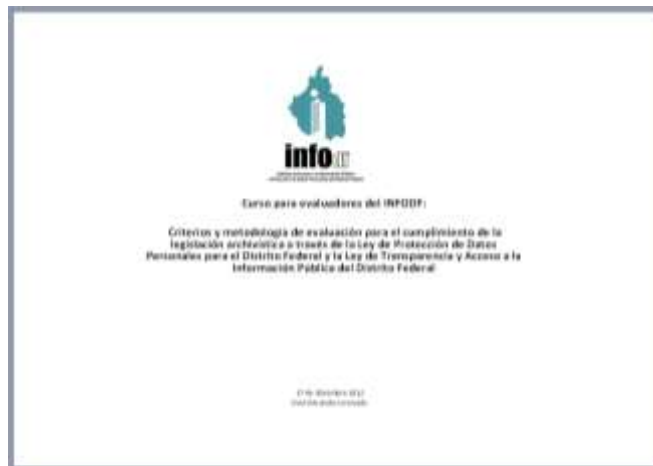 info
Curso para evaluadores del INFODF:
Criterios y metodología de evaluación para el cumplimiento de la
legislación archivística a través de la Ley de Protección de Datos
Personales para el Distrito Federal y la Ley de Transparencia y Acceso a la
Información Pública del Distrito Federal
de diciembre